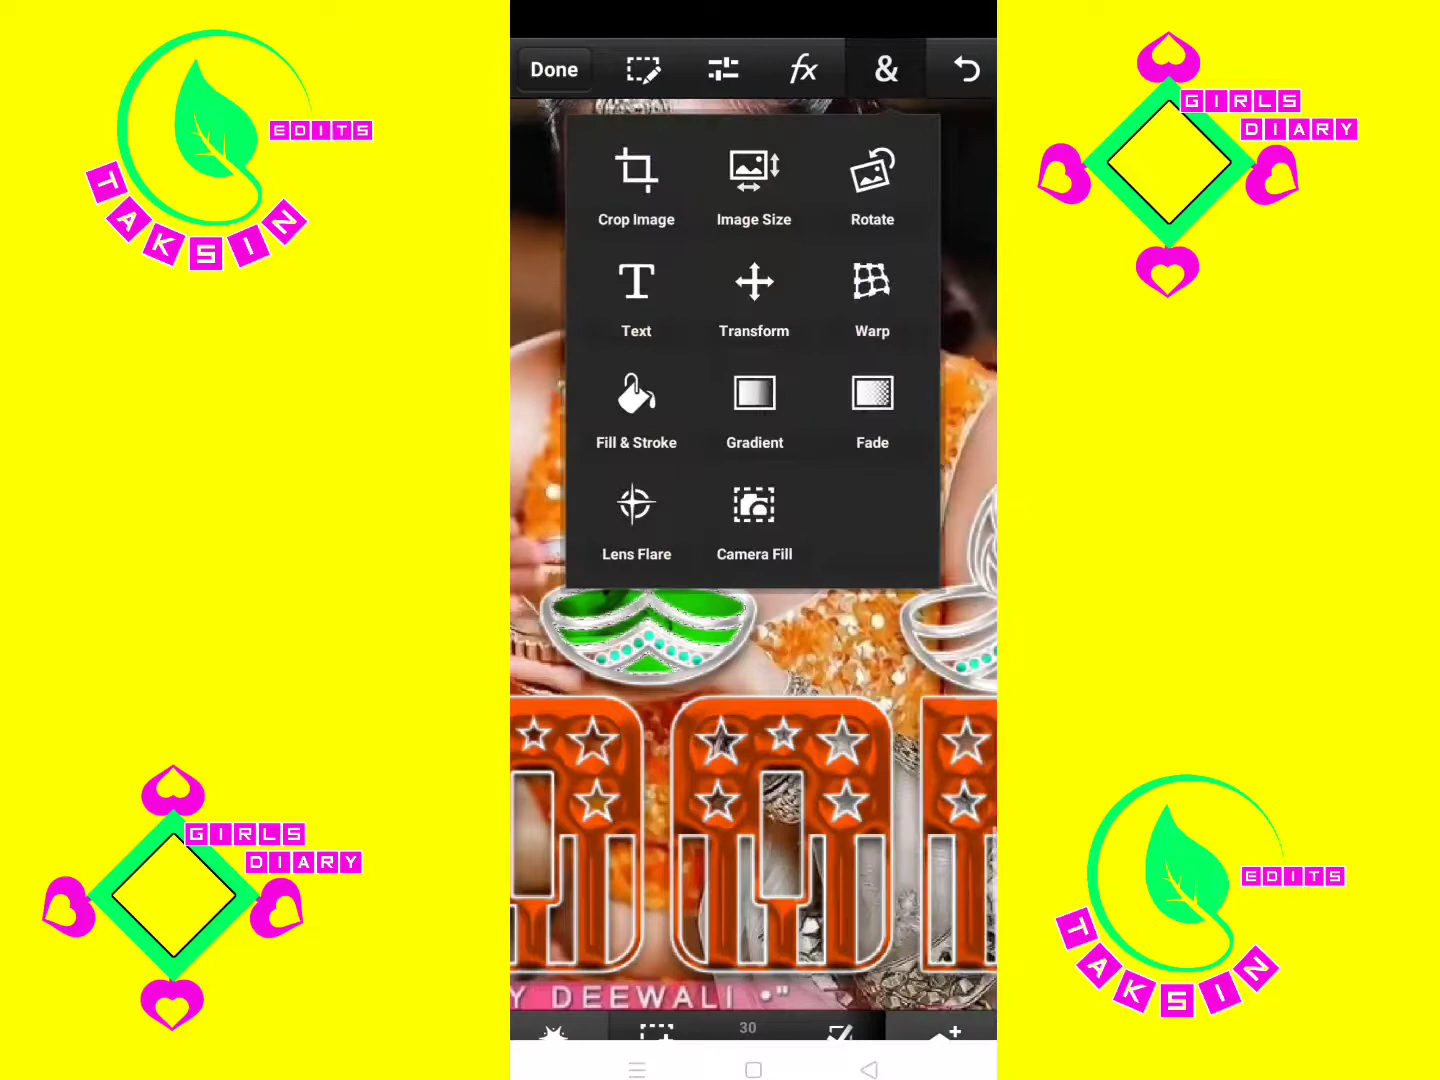 EDITS
TAKSIN
GIRLS
DIARY
Done
fx
&
Crop Image
Image Size
Rotate
Text
Transform
Warp
Fill & Stroke
Gradient
Fade
Lens Flare
Camera Fill
Y DEEWALI •"
30
GIRLS
DIARY
EDITS
TAKSIN